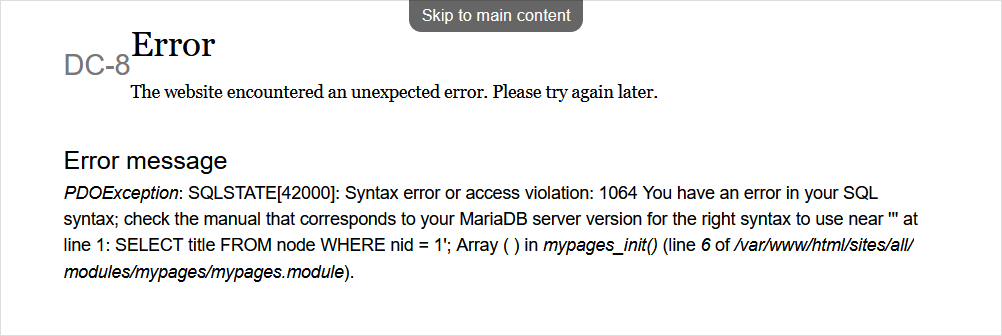 Skip to main content
Error
DC-8
The website encountered an unexpected error. Please try again later.
Error message
PDOException: SQLSTATE[42000]: Syntax error or access violation: 1064 You have an error in your SQL
syntax; check the manual that corresponds to your MariaDB server version for the right syntax to use near ''' at
line 1: SELECT title FROM node WHERE nid = 1'; Array ( ) in mypages_init() (line 6 of /var/www/html/sites/all/
modules/mypages/mypages.module).